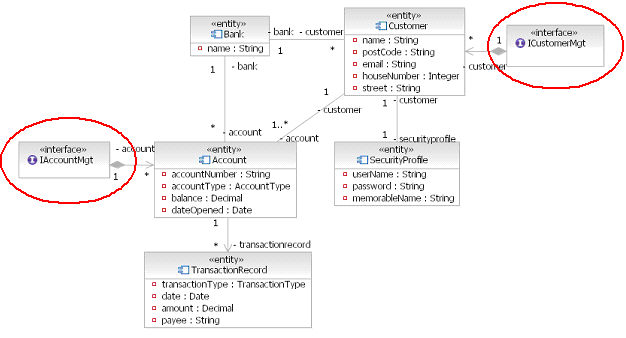 «entity»
Bank
- name : String
- bank
- customer
1
*
«entity»
Customer
name : String
postCode : String
email : String
houseNumber : Integer
street : String
*
1
- customer
«interface»
ICustomerMgt
1
- bank
*
- account
1
- customer
1..*
- account
1
- customer
1
- securityprofile
«interface»
IAccountMgt
- account
1
*
«entity»
Account
accountNumber : String
accountType : AccountType
balance : Decimal
dateOpened : Date
«entity»
SecurityProfile
userName : String
password : String
memorableName : String
1
*
- transactionrecord
«entity»
TransactionRecord
transactionType : TransactionType
date : Date
amount : Decimal
payee : String